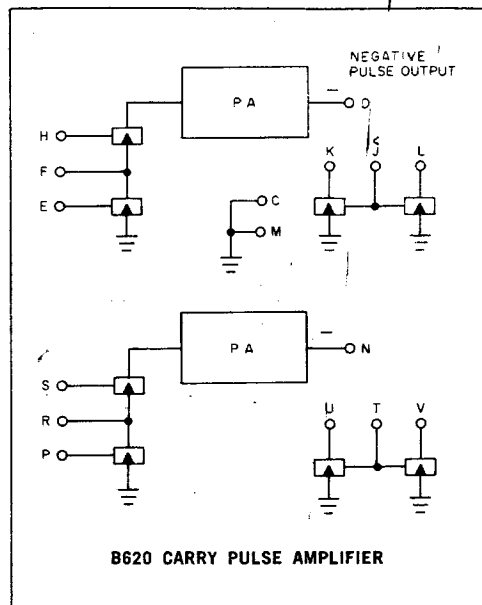 NEGATIVE
PULSE OUTPUT
PA
D
H
F
E
K
J
L
C
M
PA
N
S
R
P
U
T
V
B620 CARRY PULSE AMPLIFIER